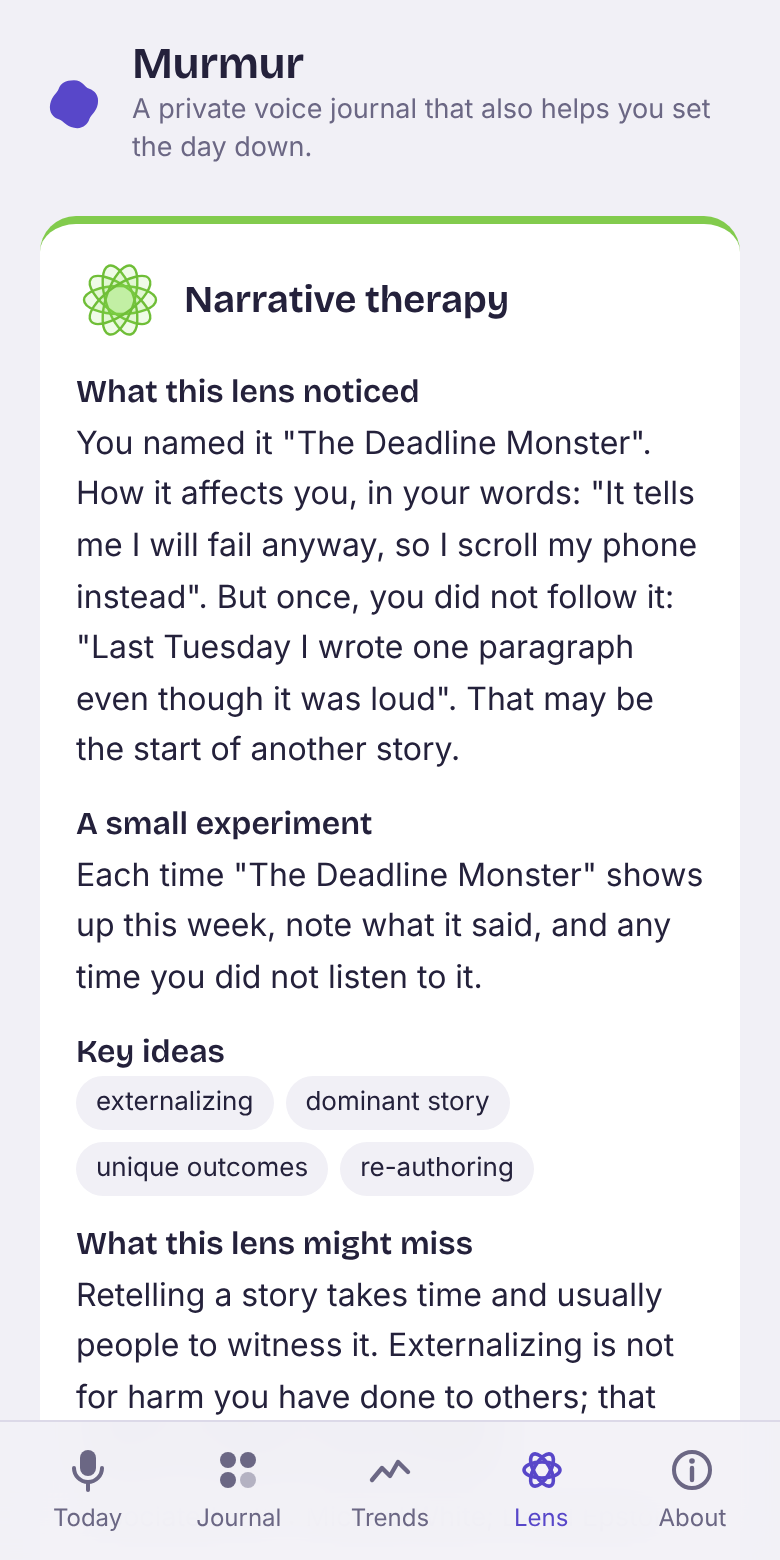 Murmur
A private voice journal that also helps you set
the day down.
Narrative therapy
What this lens noticed
You named it "The Deadline Monster".
How it affects you, in your words: "It tells
me I will fail anyway, so I scroll my phone
instead". But once, you did not follow it:
"Last Tuesday I wrote one paragraph
even though it was loud". That may be
the start of another story.
A small experiment
Each time "The Deadline Monster" shows
up this week, note what it said, and any
time you did not listen to it.
Key ideas
externalizing
dominant story
unique outcomes
re-authoring
What this lens might miss
Retelling a story takes time and usually
people to witness it. Externalizing is not
for harm you have done to others; that
Today
Journal
Trends
Lens
About